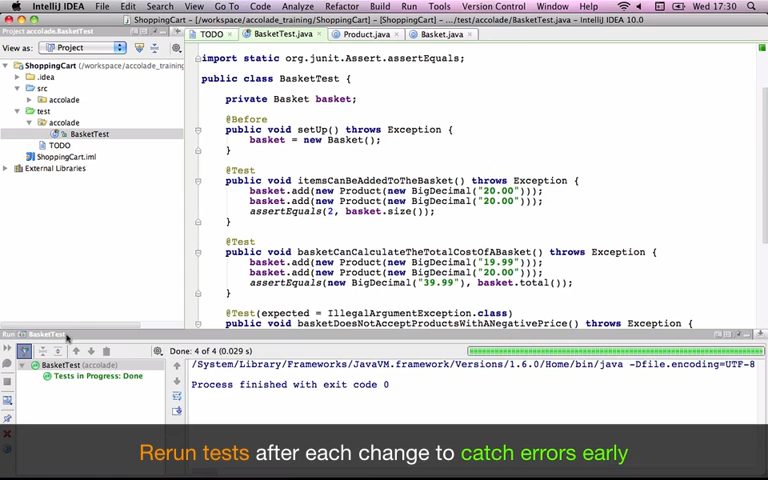 IntelliJ IDEA File Edit View Go To Code Analyze Refactor Build Run Tools Version Control Window Help Wed 17:30
ShoppingCart - [/workspace/accolade_training/ShoppingCart] - [ShoppingCart] - .../test/accolade/BasketTest.java - IntelliJ IDEA 10.0
Project accolade.BasketTest
View as: Project
ShoppingCart (/workspace/accolade_training
.idea
src
accolade
test
accolade
BasketTest
TODO
ShoppingCart.iml
External Libraries
TODO BasketTest.java Product.java Basket.java
import static org.junit.Assert.assertEquals;
public class BasketTest {
private Basket basket;
@Before
public void setUp() throws Exception {
basket = new Basket();
}
@Test
public void itemsCanBeAddedToTheBasket() throws Exception {
basket.add(new Product(new BigDecimal("20.00")));
basket.add(new Product(new BigDecimal("20.00")));
assertEquals(2, basket.size());
}
@Test
public void basketCanCalculateTheTotalCostOfABasket() throws Exception {
basket.add(new Product(new BigDecimal("19.99")));
basket.add(new Product(new BigDecimal("20.00")));
assertEquals(new BigDecimal("39.99"), basket.total());
}
@Test(expected = IllegalArgumentException.class)
public void basketDoesNotAcceptProductsWithANegativePrice() throws Exception {
Run BasketTest
Done: 4 of 4 (0.029 s)
BasketTest (accolade)
Tests in Progress: Done
/System/Library/Frameworks/JavaVM.framework/Versions/1.6.0/Home/bin/java -Dfile.encoding=UTF-8
Process finished with exit code 0
Rerun tests after each change to catch errors early